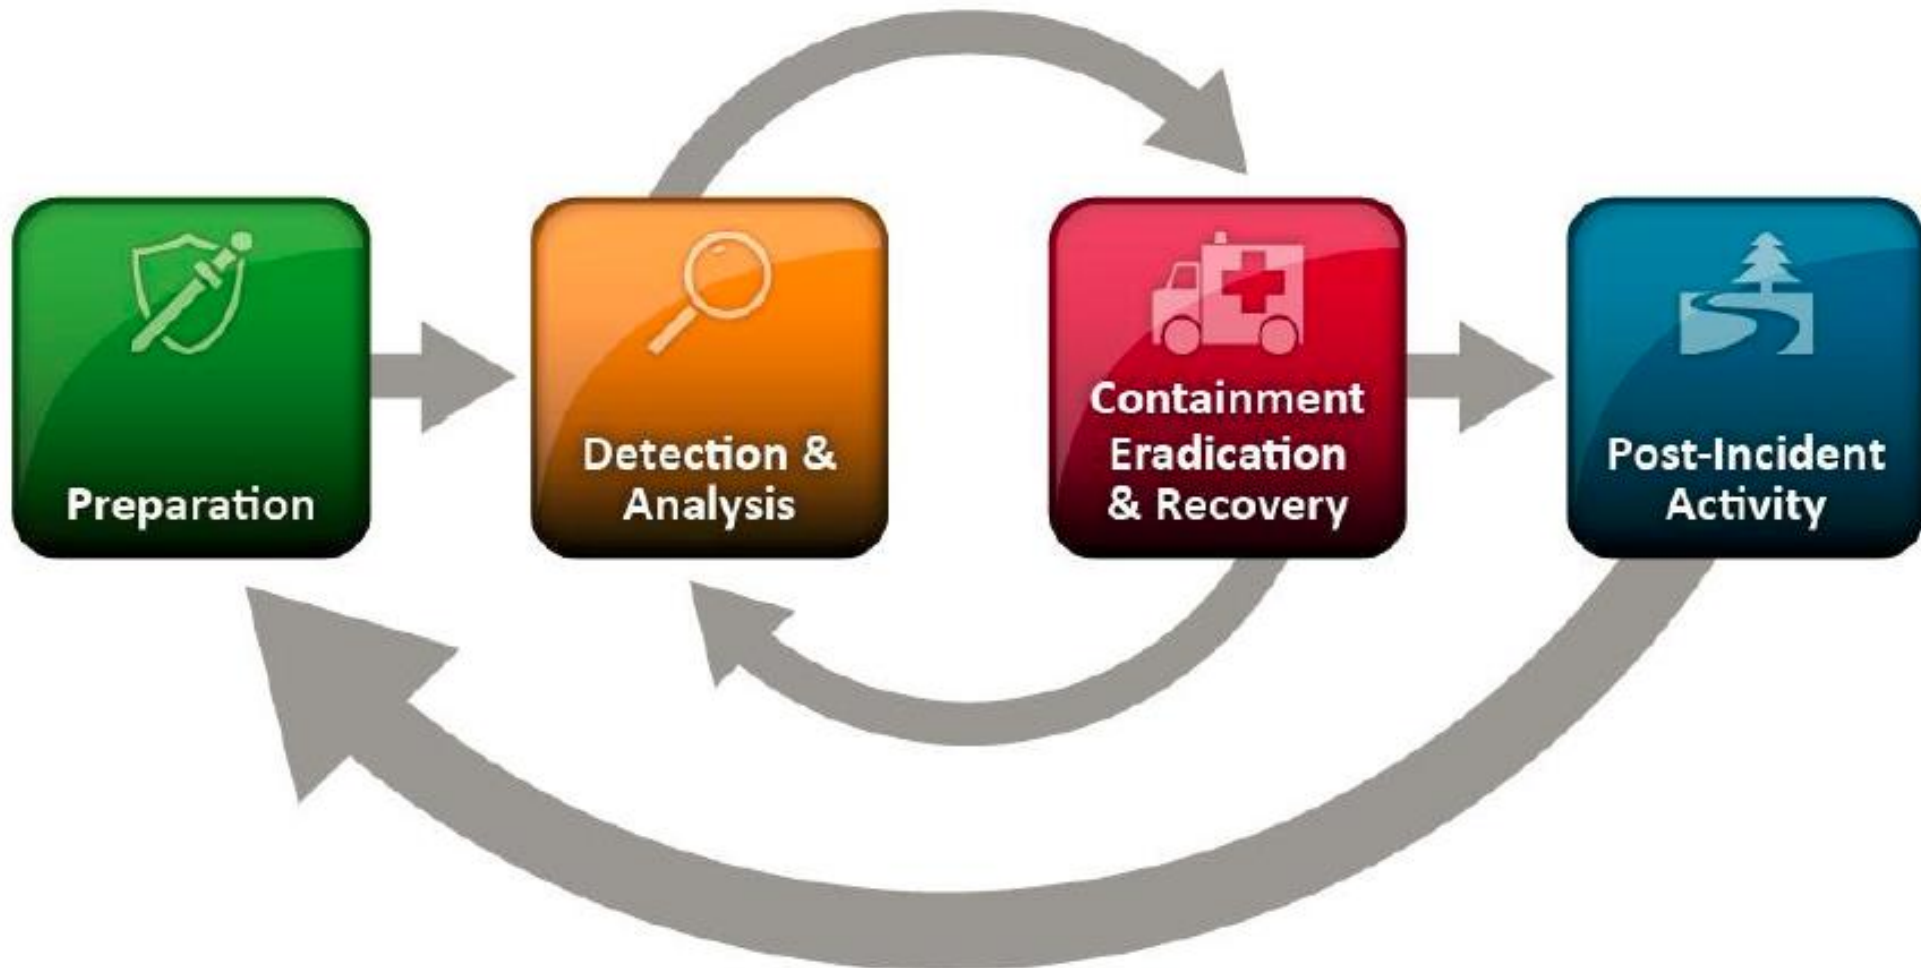 Preparation
Detection &
Analysis
Containment
Eradication
& Recovery
Post-Incident
Activity